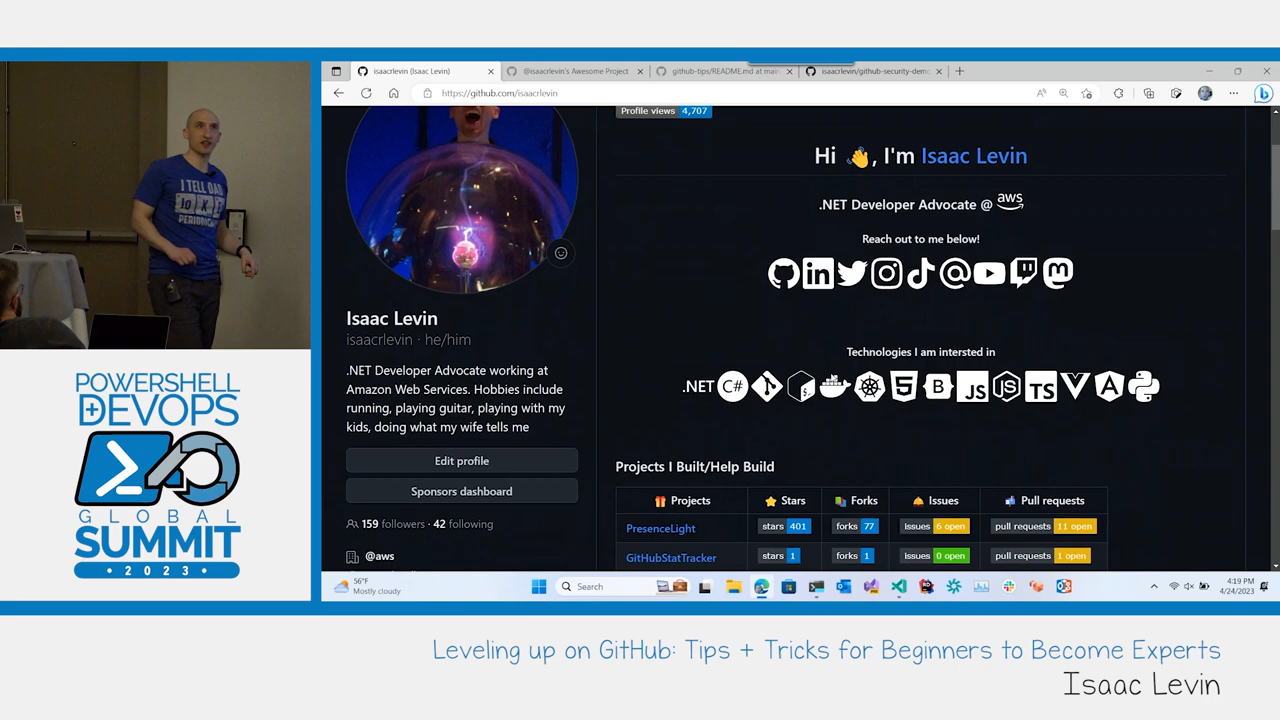 isaacrlevin (Isaac Levin)
@isaacrlevin's Awesome Project
github-tips/README.md at main
isaacrlevin/github-security-dem
https://github.com/isaacrlevin
Profile views 4,707
Hi 👋, I'm Isaac Levin
.NET Developer Advocate @ aws
Reach out to me below!
Technologies I am intersted in
.NET C# B JS JS TS
Isaac Levin
isaacrlevin · he/him
.NET Developer Advocate working at
Amazon Web Services. Hobbies include
running, playing guitar, playing with my
kids, doing what my wife tells me
Edit profile
Sponsors dashboard
159 followers · 42 following
@aws
Projects I Built/Help Build
Projects Stars Forks Issues Pull requests
PresenceLight stars 401 forks 77 issues 6 open pull requests 11 open
GitHubStatTracker stars 1 forks 1 issues 0 open pull requests 1 open
56°F
Mostly cloudy
Search
4:19 PM
4/24/2023
I TELL DAD
PERIODIC
POWERSHELL
+DEVOPS
GLOBAL
SUMMIT
• 2023 •
Leveling up on GitHub: Tips + Tricks for Beginners to Become Experts
Isaac Levin